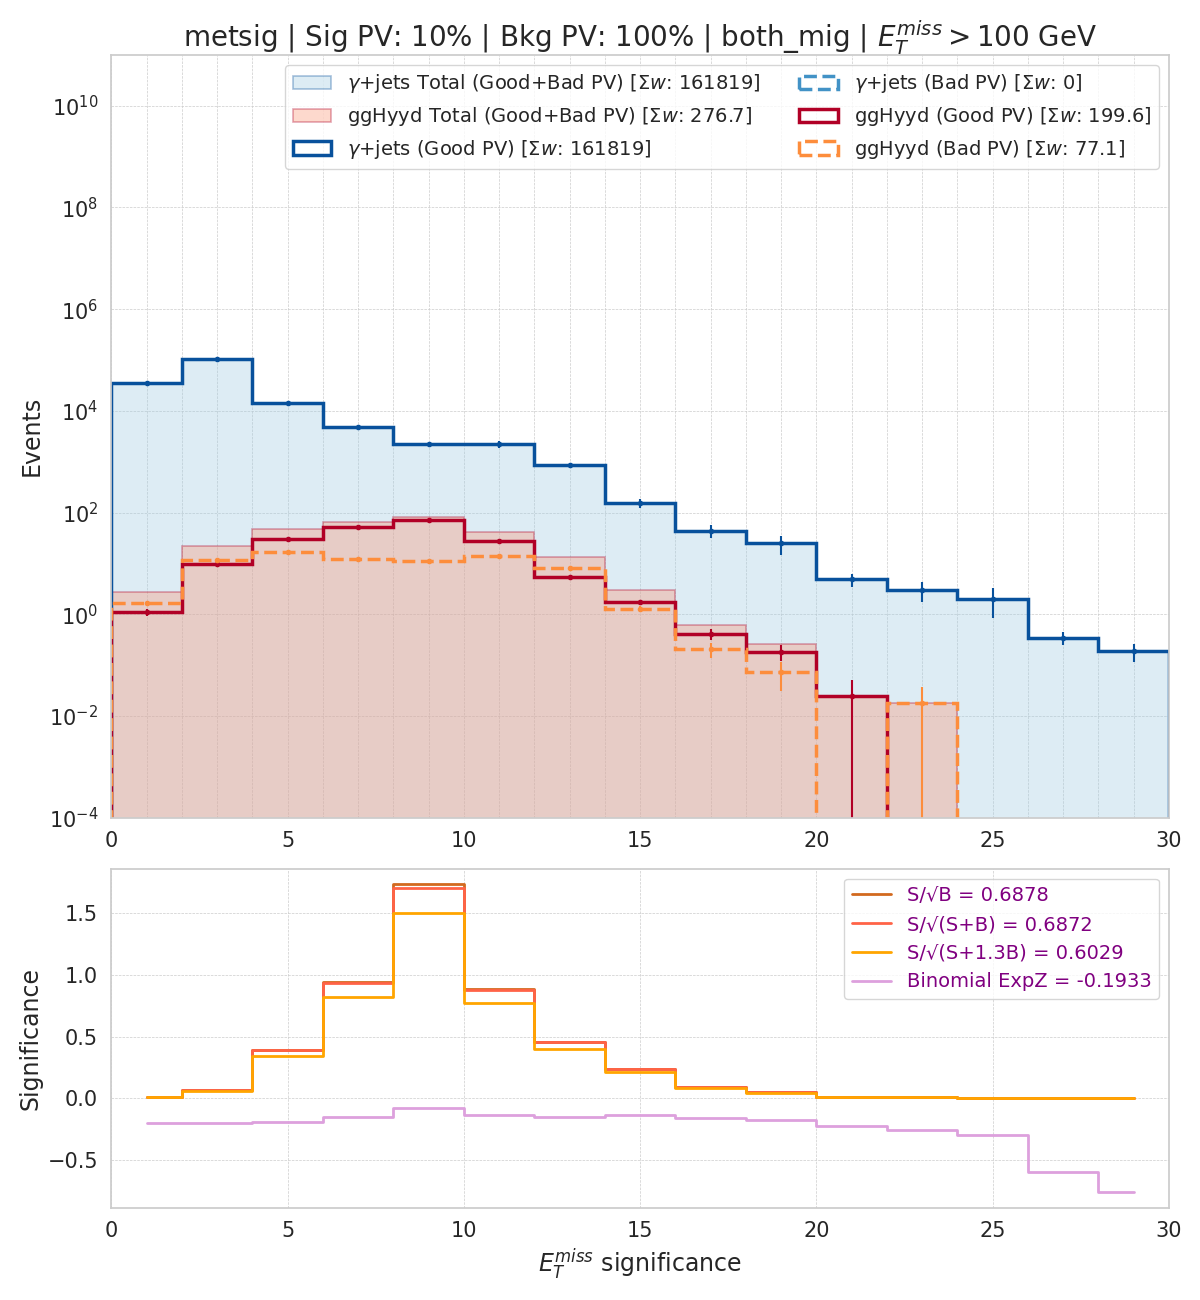 metsig | Sig PV: 10% | Bkg PV: 100% | both_mig | E_T^miss > 100 GeV
γ+jets Total (Good+Bad PV) [Σw: 161819]
ggHyyd Total (Good+Bad PV) [Σw: 276.7]
γ+jets (Good PV) [Σw: 161819]
γ+jets (Bad PV) [Σw: 0]
ggHyyd (Good PV) [Σw: 199.6]
ggHyyd (Bad PV) [Σw: 77.1]
Events
10^10
10^8
10^6
10^4
10^2
10^0
10^−2
10^−4
0 5 10 15 20 25 30
S/√B = 0.6878
S/√(S+B) = 0.6872
S/√(S+1.3B) = 0.6029
Binomial ExpZ = -0.1933
Significance
1.5
1.0
0.5
0.0
−0.5
0 5 10 15 20 25 30
E_T^miss significance